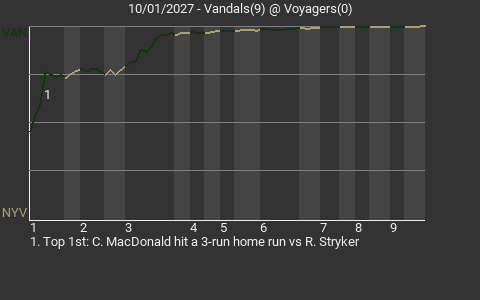 10/01/2027 - Vandals(9) @ Voyagers(0)
VAN
1
NYV
1 2 3 4 5 6 7 8 9
1. Top 1st: C. MacDonald hit a 3-run home run vs R. Stryker